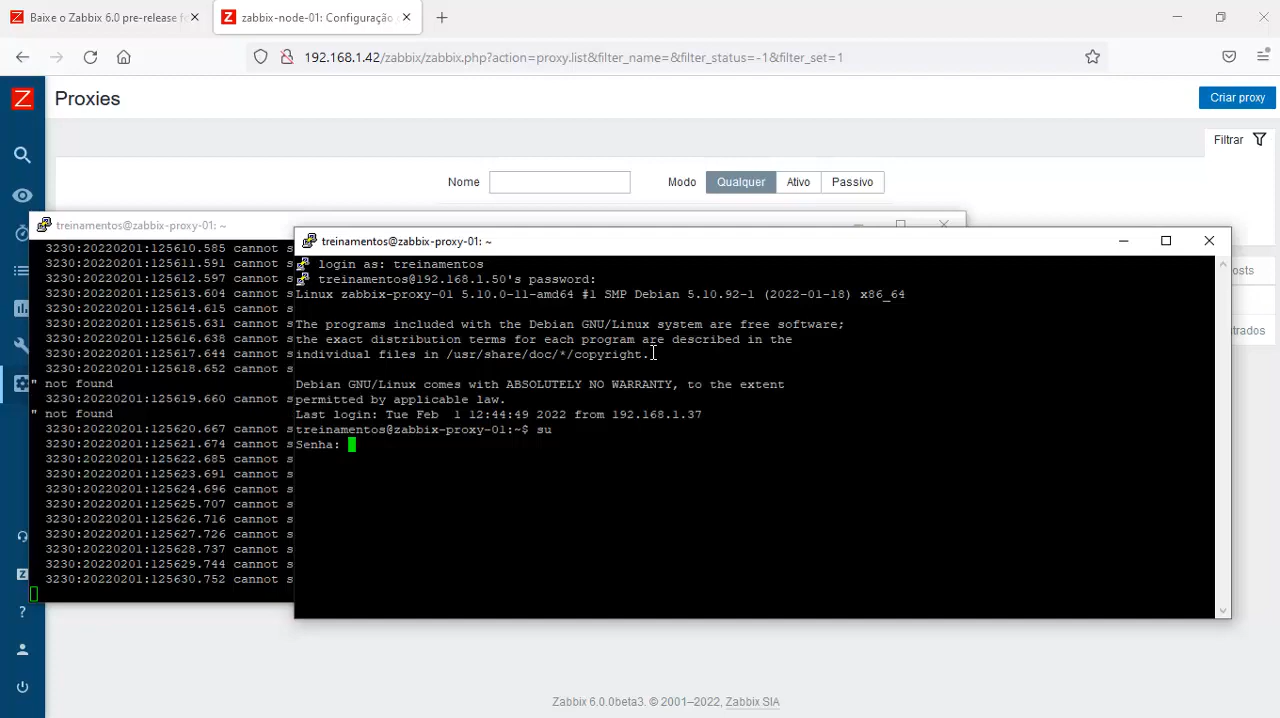 Baixe o Zabbix 6.0 pre-release f
zabbix-node-01: Configuração
192.168.1.42/zabbix/zabbix.php?action=proxy.list&filter_name=&filter_status=-1&filter_set=1
Proxies
Criar proxy
Filtrar
Nome
Modo
Qualquer
Ativo
Passivo
treinamentos@zabbix-proxy-01: ~
3230:20220201:125610.585 cannot s
3230:20220201:125611.591 cannot s
3230:20220201:125612.597 cannot s
3230:20220201:125613.604 cannot s
3230:20220201:125614.615 cannot s
3230:20220201:125615.631 cannot s
3230:20220201:125616.638 cannot s
3230:20220201:125617.644 cannot s
3230:20220201:125618.652 cannot s
" not found
3230:20220201:125619.660 cannot s
" not found
3230:20220201:125620.667 cannot s
3230:20220201:125621.674 cannot s
3230:20220201:125622.685 cannot s
3230:20220201:125623.691 cannot s
3230:20220201:125624.696 cannot s
3230:20220201:125625.707 cannot s
3230:20220201:125626.716 cannot s
3230:20220201:125627.726 cannot s
3230:20220201:125628.737 cannot s
3230:20220201:125629.744 cannot s
3230:20220201:125630.752 cannot s
treinamentos@zabbix-proxy-01: ~
login as: treinamentos
treinamentos@192.168.1.50's password:
Linux zabbix-proxy-01 5.10.0-11-amd64 #1 SMP Debian 5.10.92-1 (2022-01-18) x86_64
The programs included with the Debian GNU/Linux system are free software;
the exact distribution terms for each program are described in the
individual files in /usr/share/doc/*/copyright.
Debian GNU/Linux comes with ABSOLUTELY NO WARRANTY, to the extent
permitted by applicable law.
Last login: Tue Feb  1 12:44:49 2022 from 192.168.1.37
treinamentos@zabbix-proxy-01:~$ su
Senha:
osts
trados
Zabbix 6.0.0beta3. © 2001–2022, Zabbix SIA